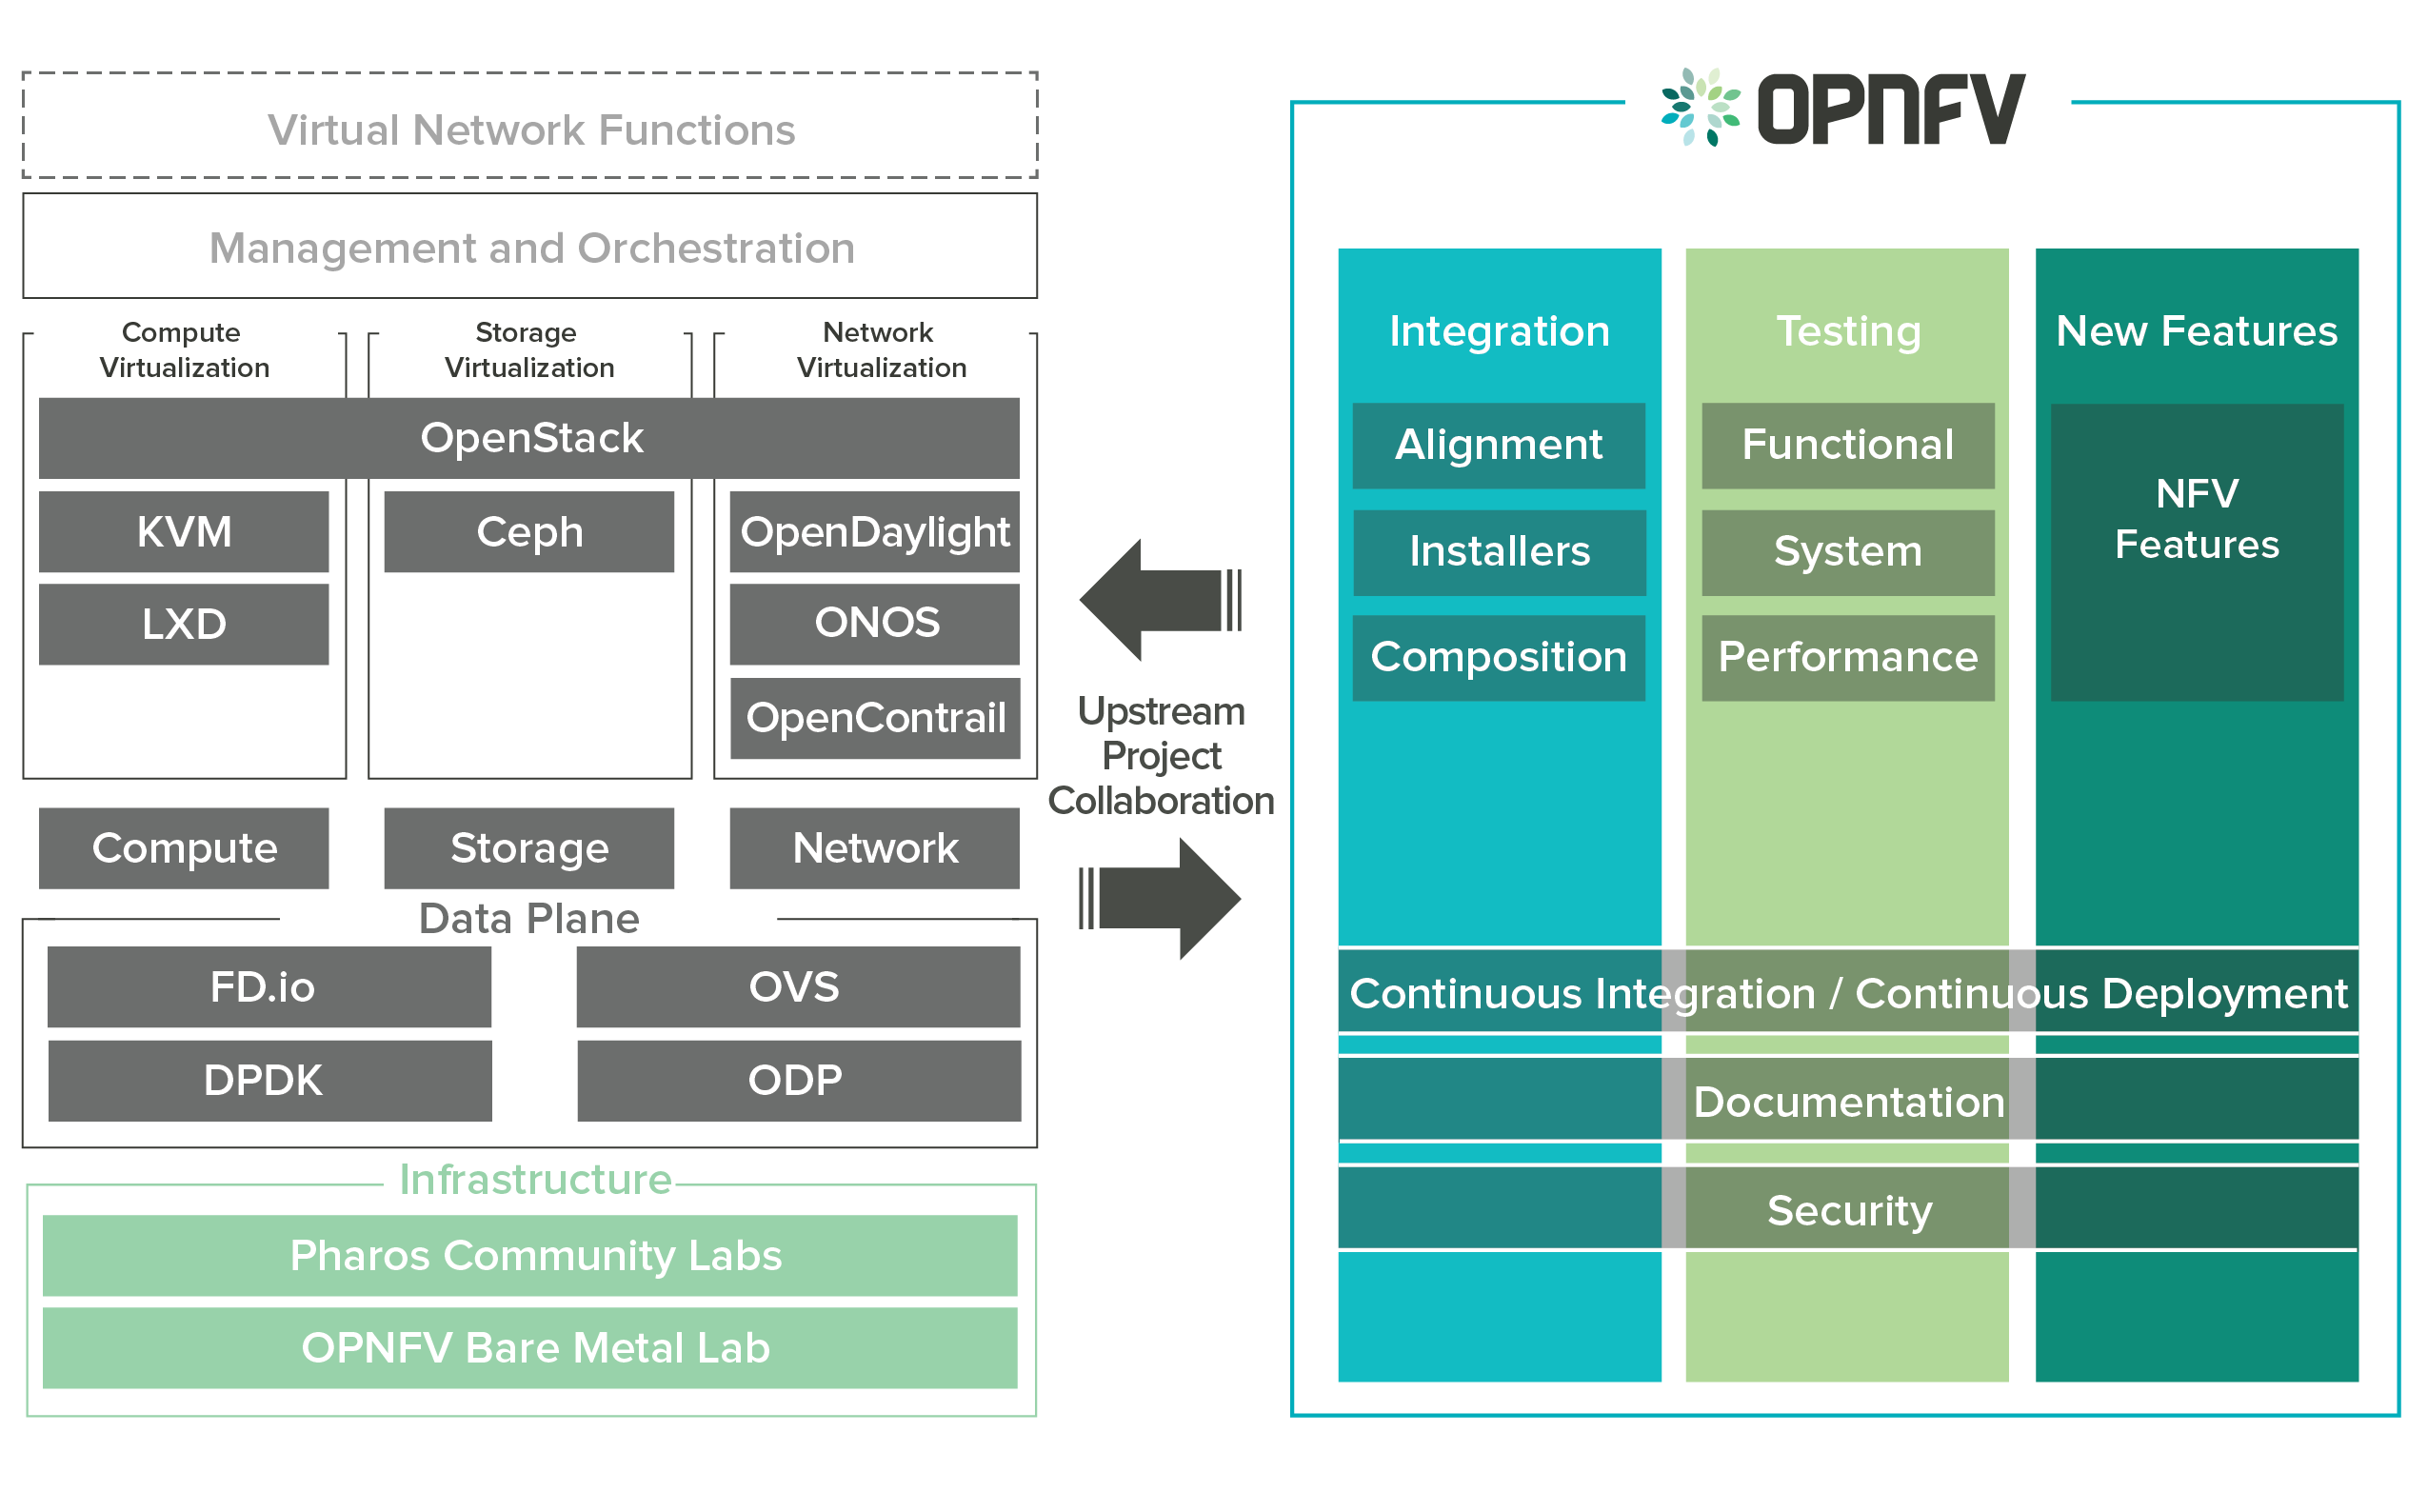 Virtual Network Functions
Management and Orchestration
Compute
Virtualization
Storage
Virtualization
Network
Virtualization
OpenStack
KVM
Ceph
OpenDaylight
LXD
ONOS
OpenContrail
Compute
Storage
Network
Data Plane
FD.io
OVS
DPDK
ODP
Infrastructure
Pharos Community Labs
OPNFV Bare Metal Lab
Upstream
Project
Collaboration
OPNFV
Integration
Testing
New Features
Alignment
Functional
NFV
Features
Installers
System
Composition
Performance
Continuous Integration / Continuous Deployment
Documentation
Security